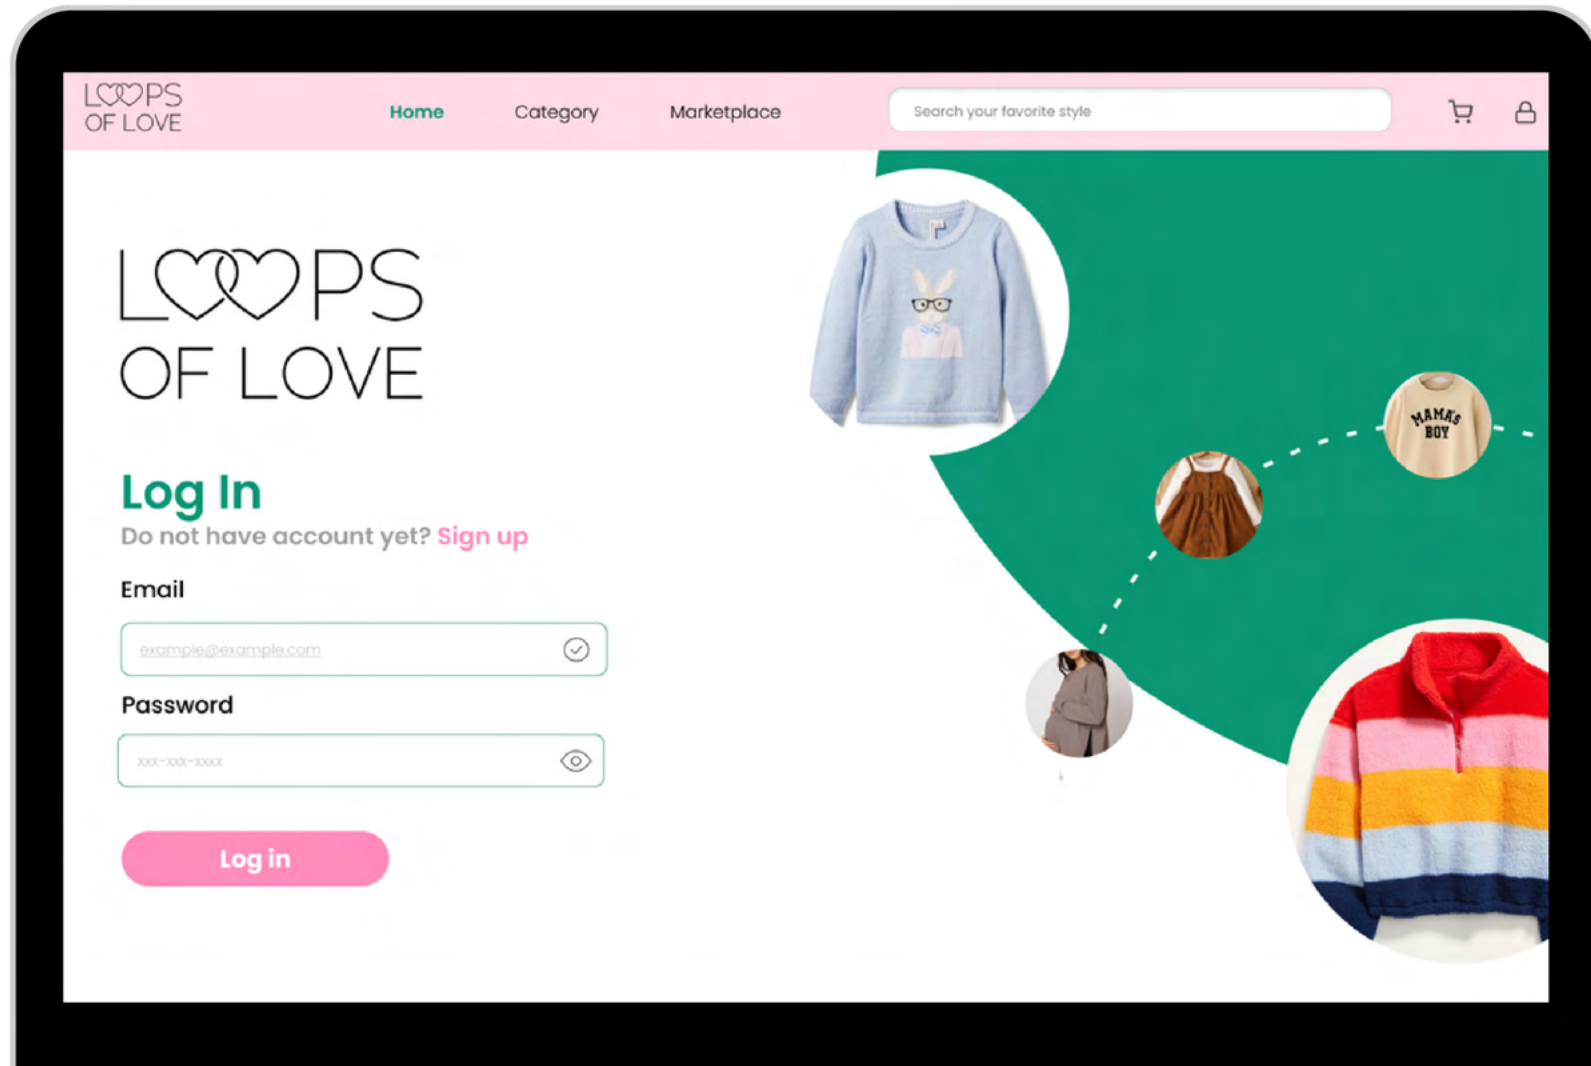 LOOPS
OF LOVE
Home
Category
Marketplace
Search your favorite style
LOOPS
OF LOVE
Log In
Do not have account yet? Sign up
Email
example@example.com
Password
xxx-xxx-xxxx
Log in
MAMA'S
BOY